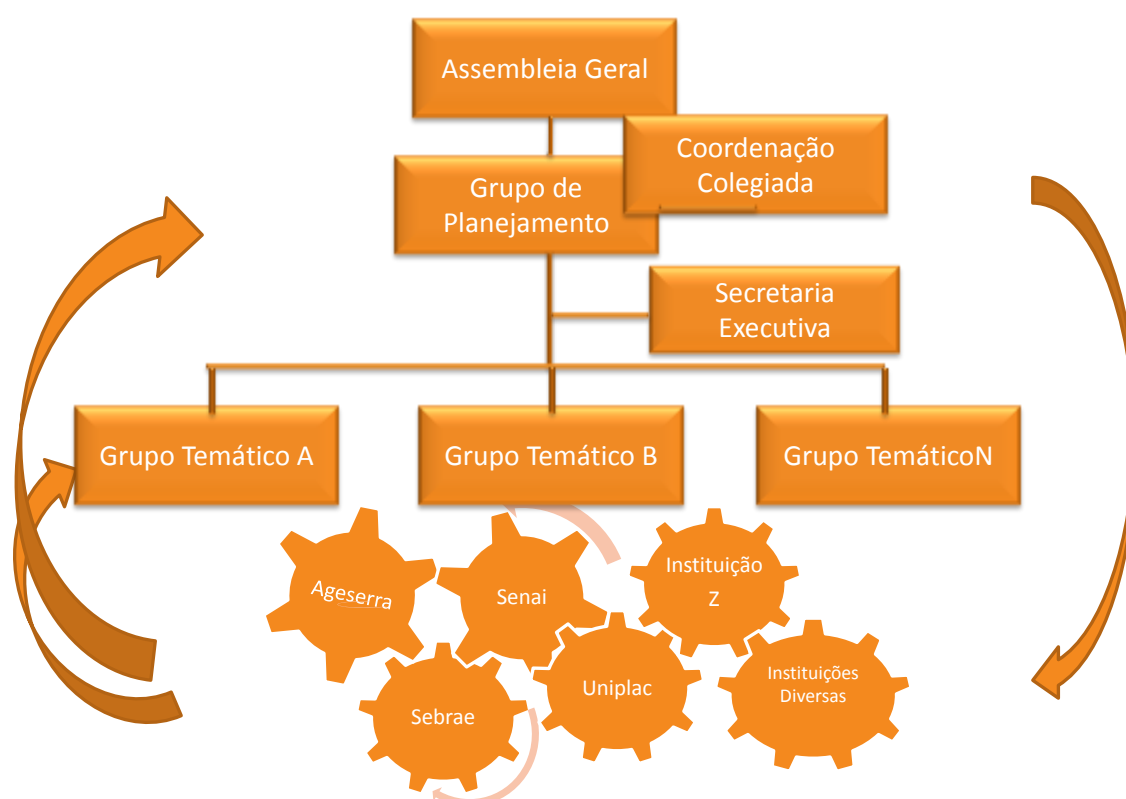 Assembleia Geral
Coordenação
Colegiada
Grupo de
Planejamento
Secretaria
Executiva
Grupo Temático A
Grupo Temático B
Grupo TemáticoN
Ageserra
Senai
Instituição
Z
Sebrae
Uniplac
Instituições
Diversas